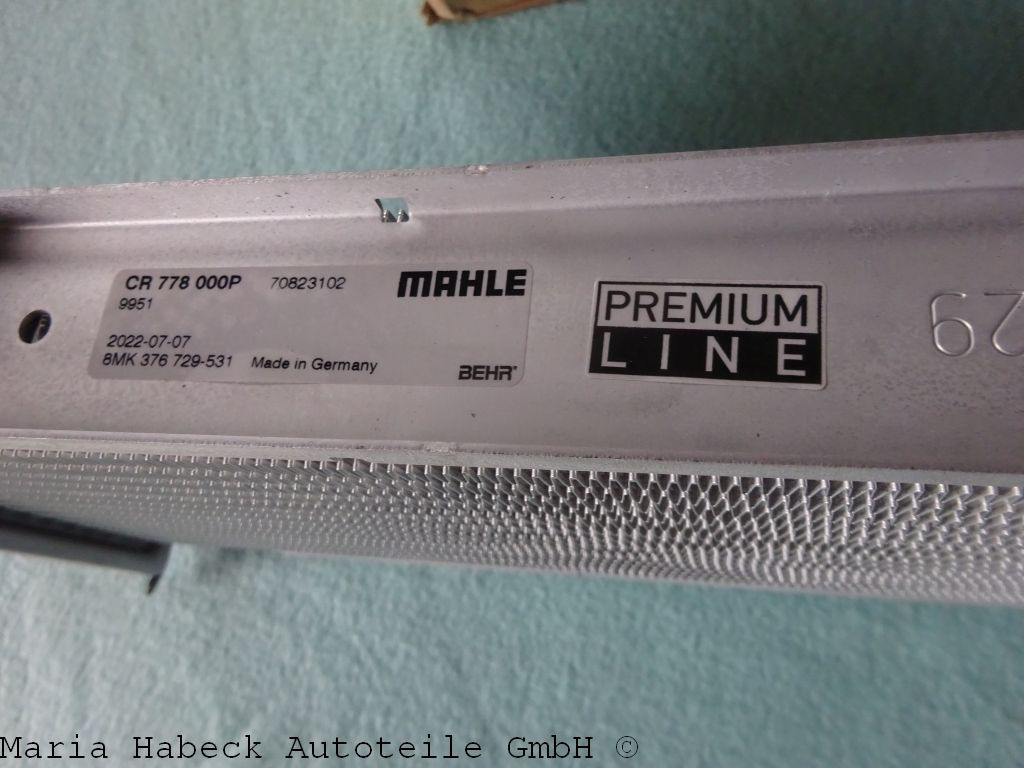 CR 778 000P 70823102 MAHLE
9951
2022-07-07
8MK 376 729-531 Made in Germany BEHR®
PREMIUM
LINE
29
Maria Habeck Autoteile GmbH ©